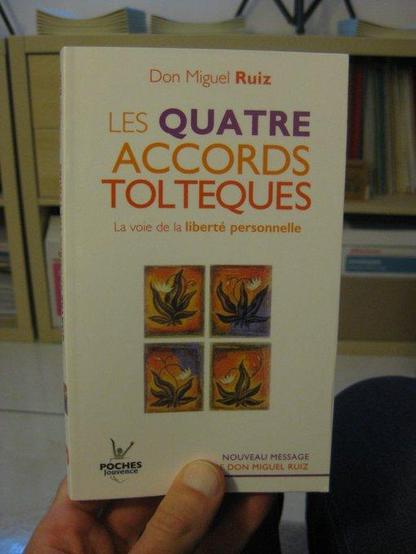 Don Miguel Ruiz
LES QUATRE
ACCORDS
TOLTEQUES
La voie de la liberté personnelle
POCHES
Jouvence
NOUVEAU MESSAGE
DE DON MIGUEL RUIZ